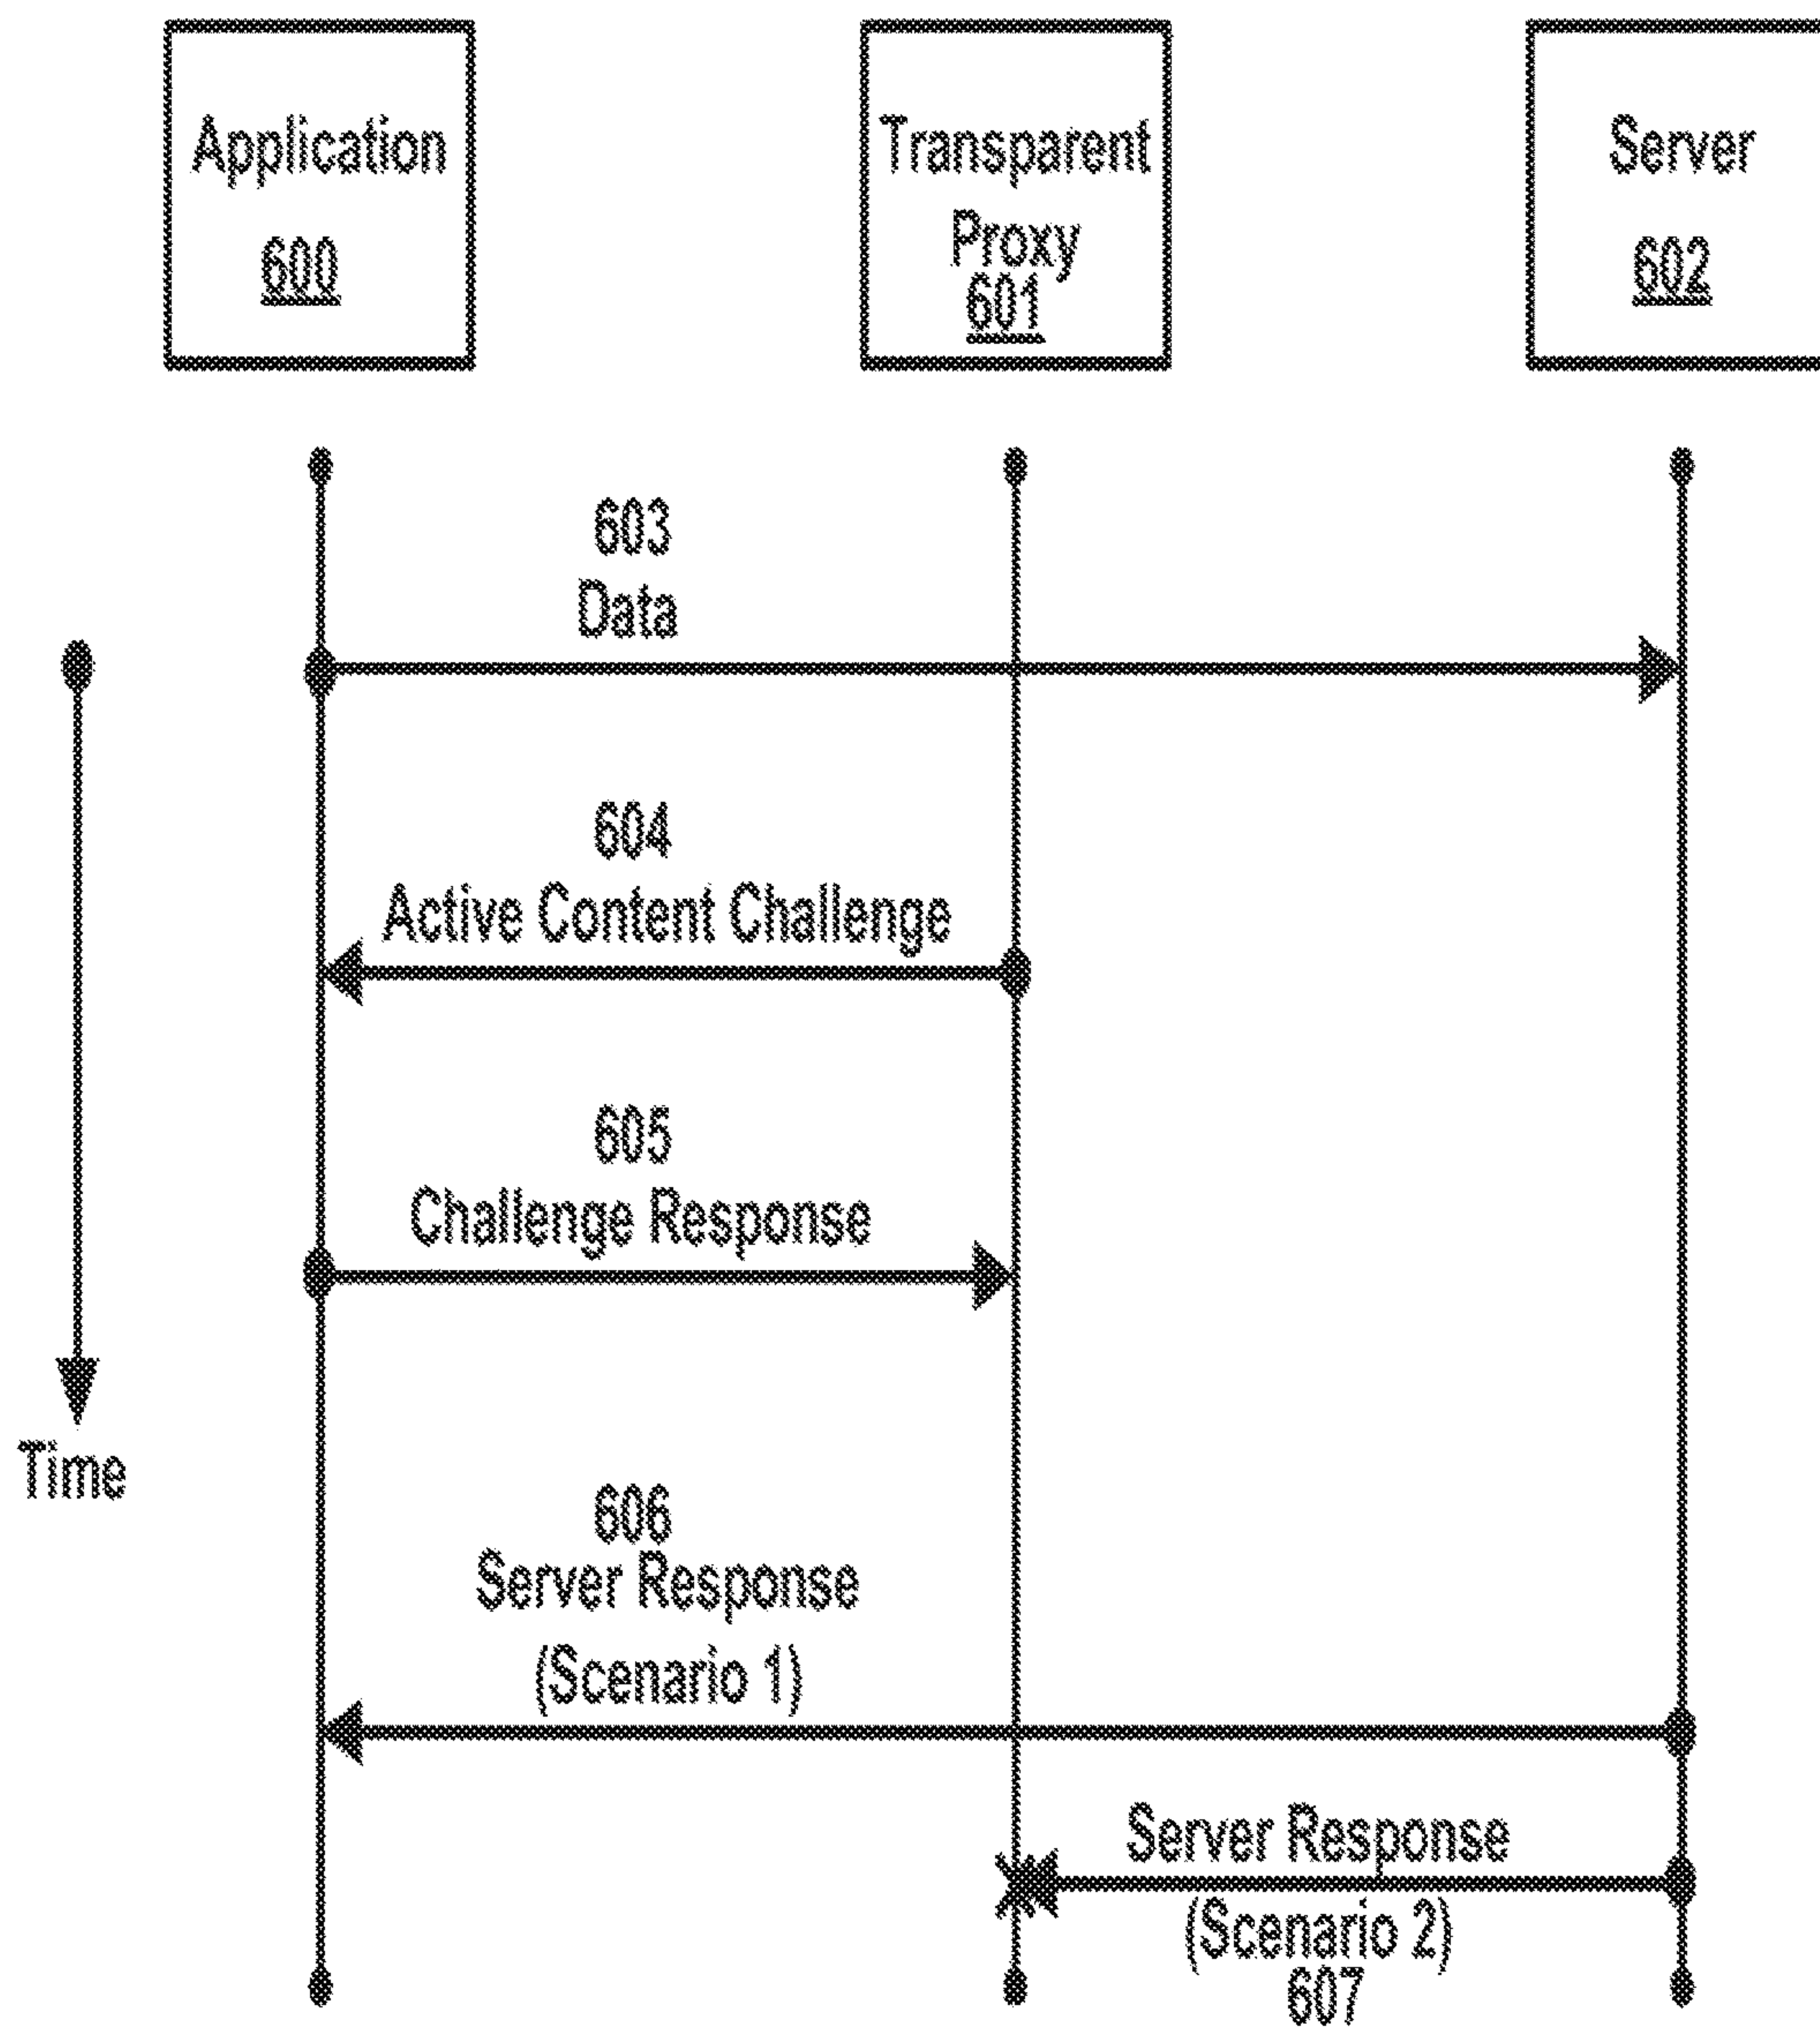 Application
600
Transparent
Proxy
601
Server
602
603
Data
604
Active Content Challenge
605
Challenge Response
Time
606
Server Response
(Scenario 1)
Server Response
(Scenario 2)
607